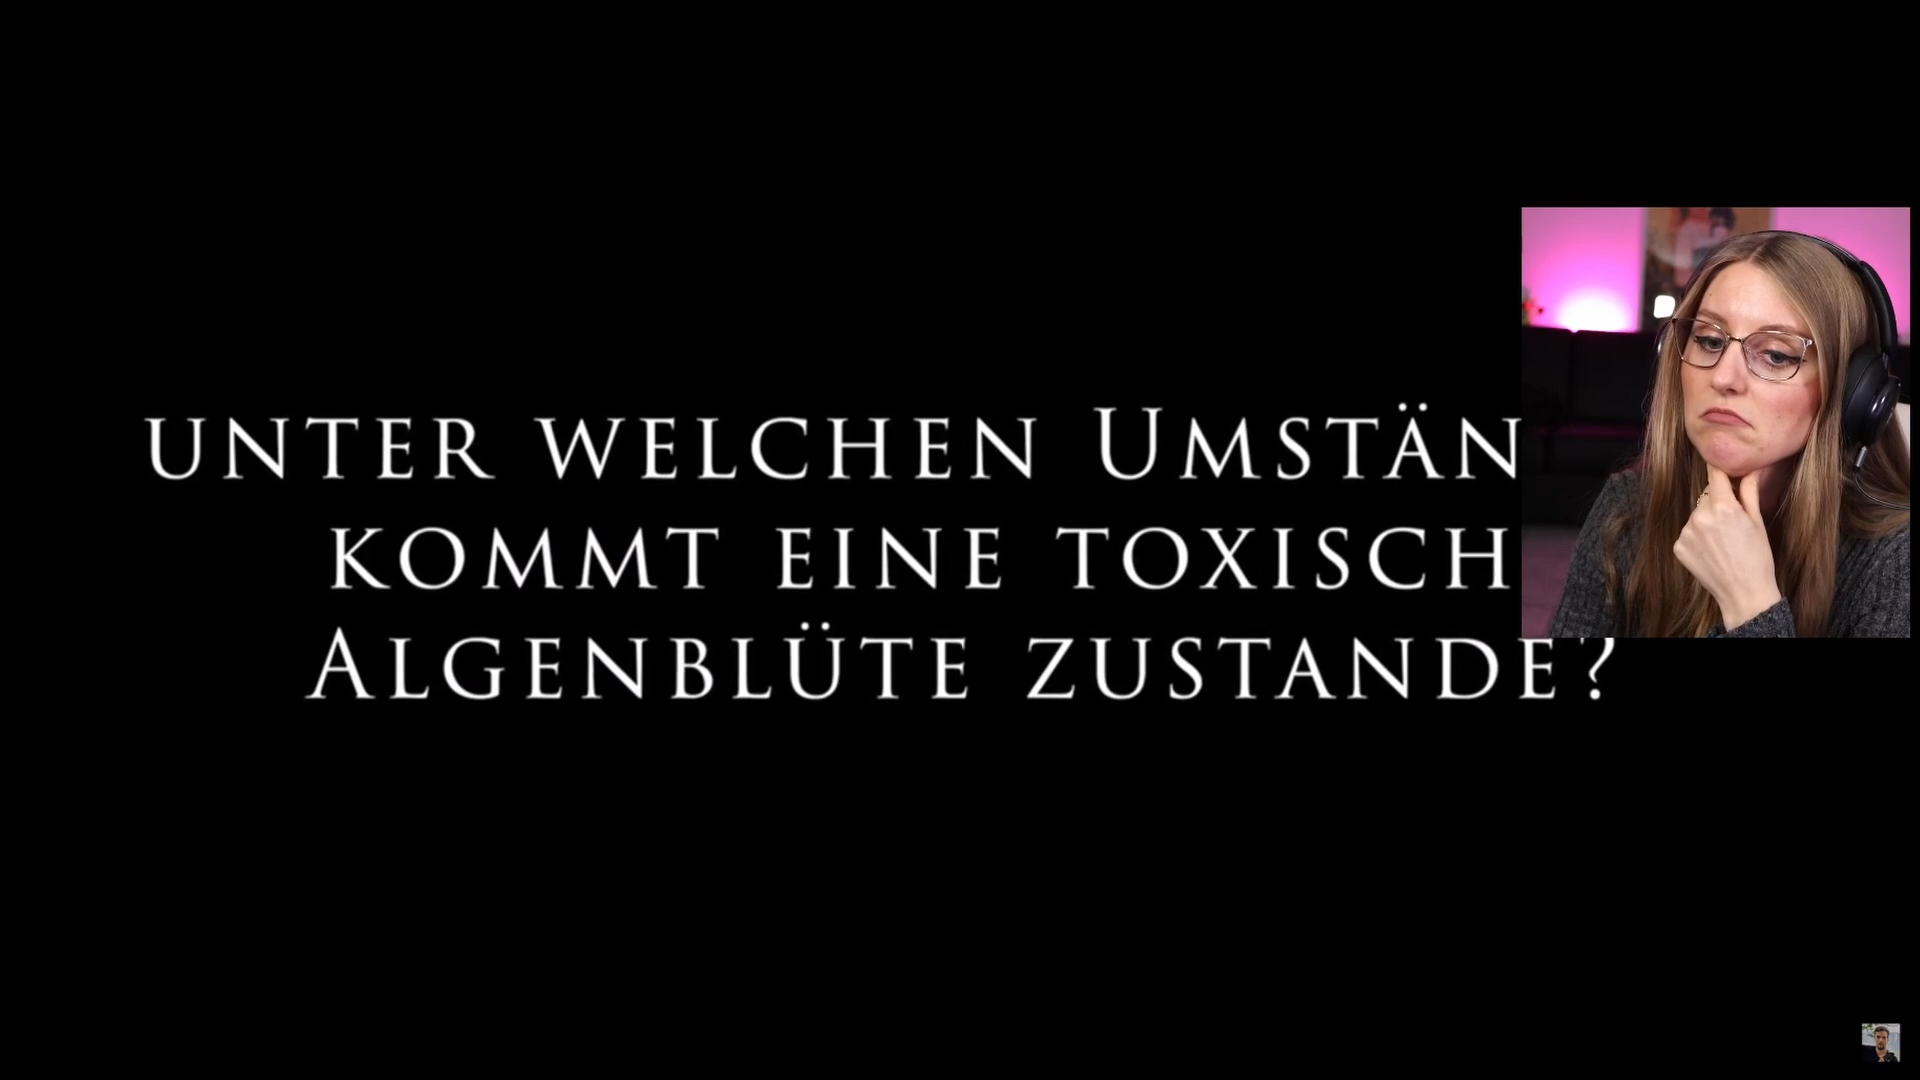 unter welchen Umstän
kommt eine toxisch
Algenblüte zustande?